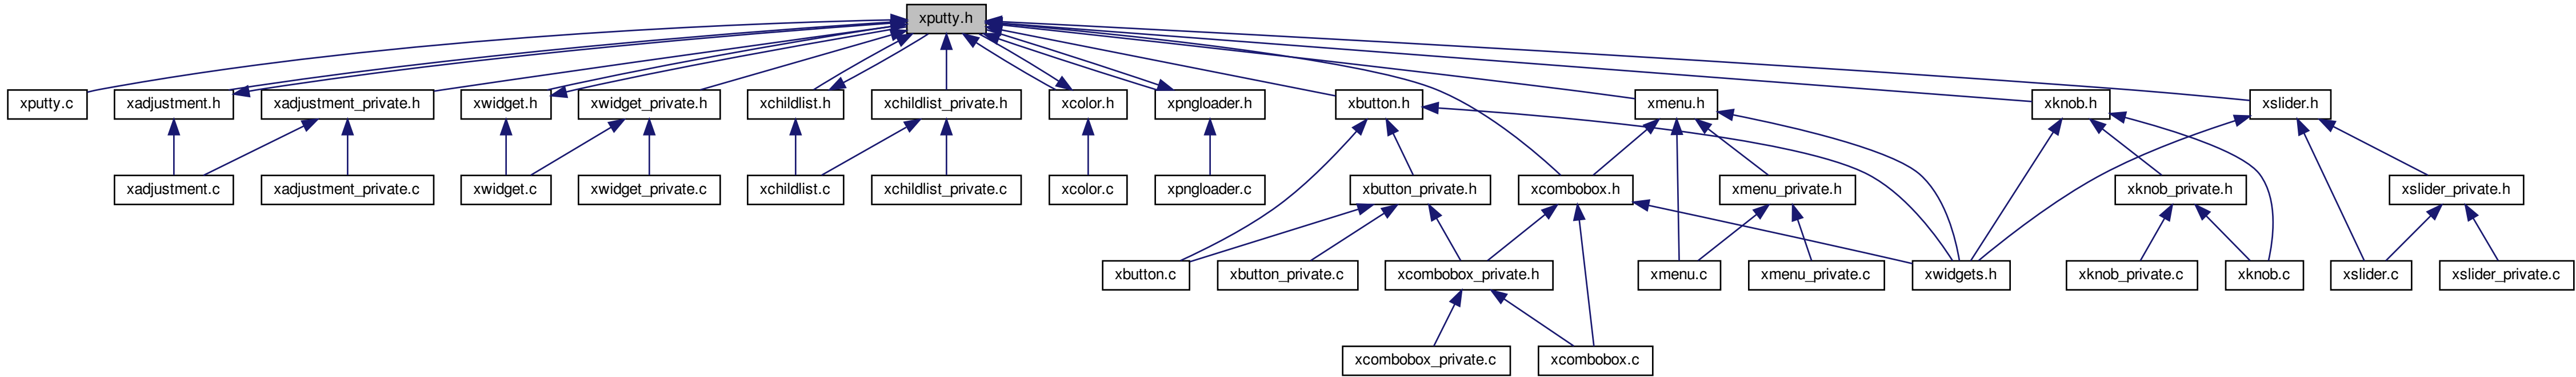 xputty.h
xputty.c
xadjustment.h
xadjustment_private.h
xwidget.h
xwidget_private.h
xchildlist.h
xchildlist_private.h
xcolor.h
xpngloader.h
xbutton.h
xmenu.h
xknob.h
xslider.h
xadjustment.c
xadjustment_private.c
xwidget.c
xwidget_private.c
xchildlist.c
xchildlist_private.c
xcolor.c
xpngloader.c
xbutton_private.h
xcombobox.h
xmenu_private.h
xknob_private.h
xslider_private.h
xbutton.c
xbutton_private.c
xcombobox_private.h
xmenu.c
xmenu_private.c
xwidgets.h
xknob_private.c
xknob.c
xslider.c
xslider_private.c
xcombobox_private.c
xcombobox.c